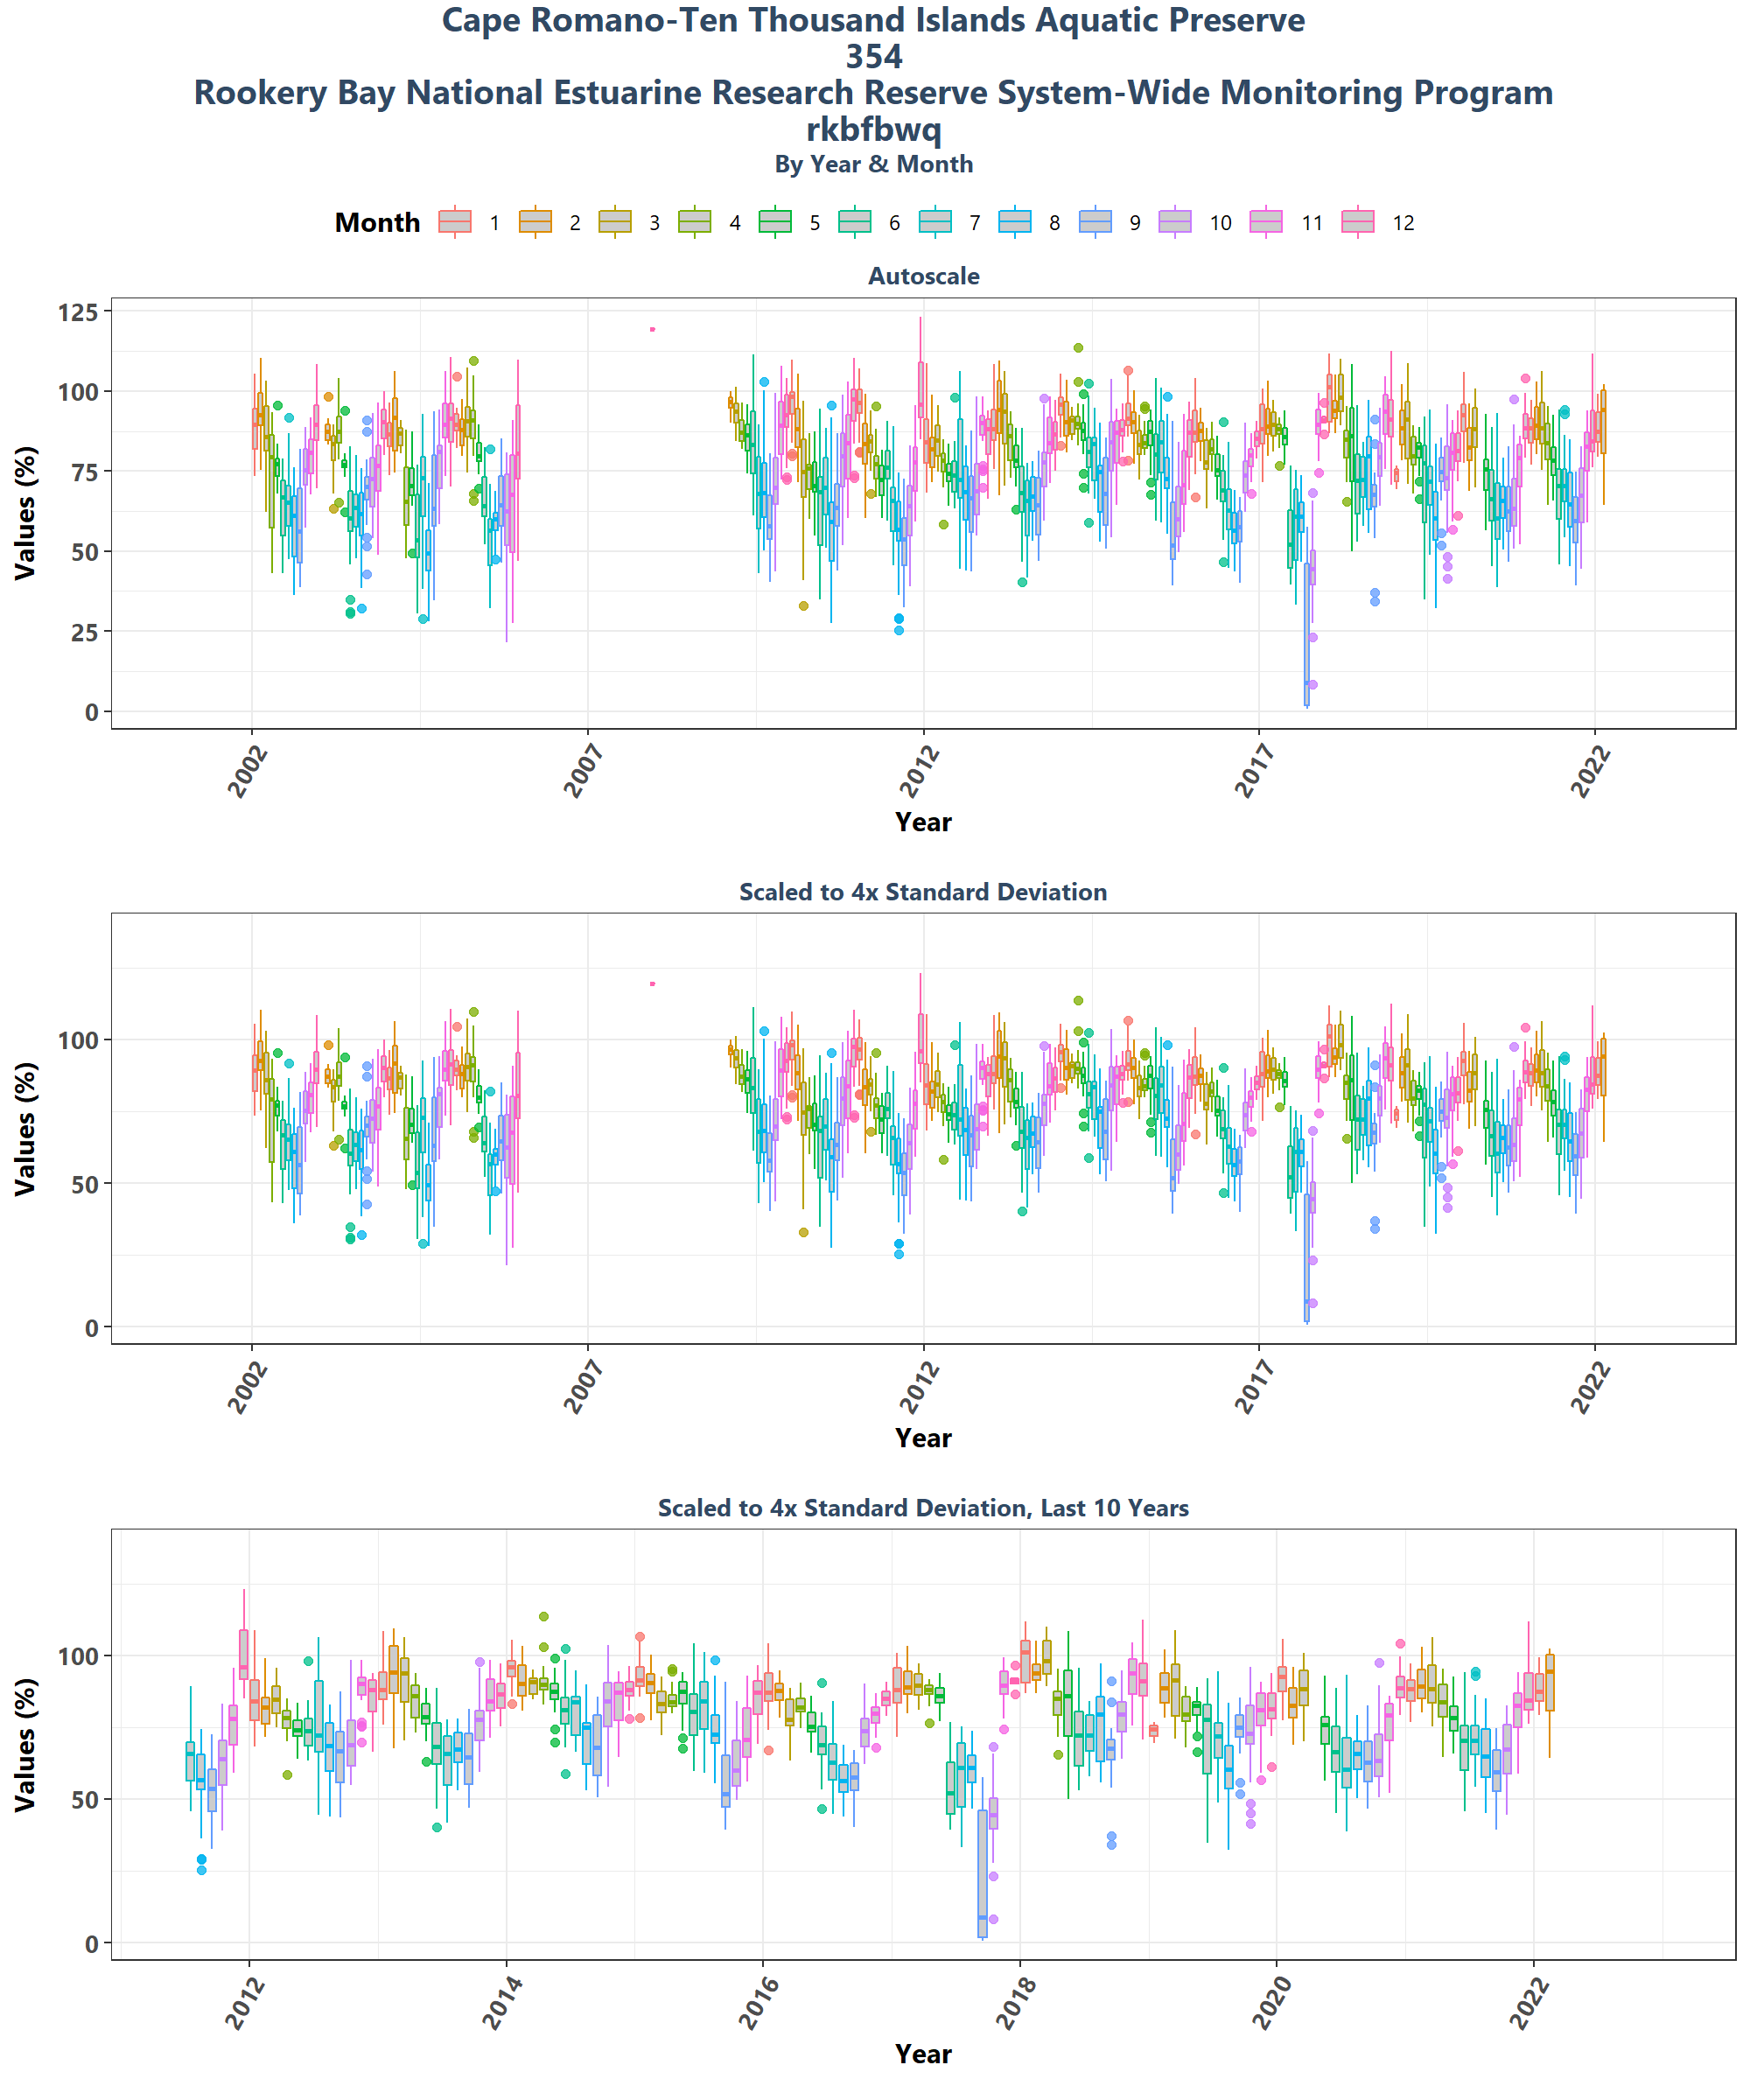 Cape Romano-Ten Thousand Islands Aquatic Preserve
354
Rookery Bay National Estuarine Research Reserve System-Wide Monitoring Program
rkbfbwq
By Year & Month
Month 1 2 3 4 5 6 7 8 9 10 11 12
Autoscale
Values (%)
125
100
75
50
25
0
2002 2007 2012 2017 2022
Year
Scaled to 4x Standard Deviation
Values (%)
100
50
0
2002 2007 2012 2017 2022
Year
Scaled to 4x Standard Deviation, Last 10 Years
Values (%)
100
50
0
2012 2014 2016 2018 2020 2022
Year